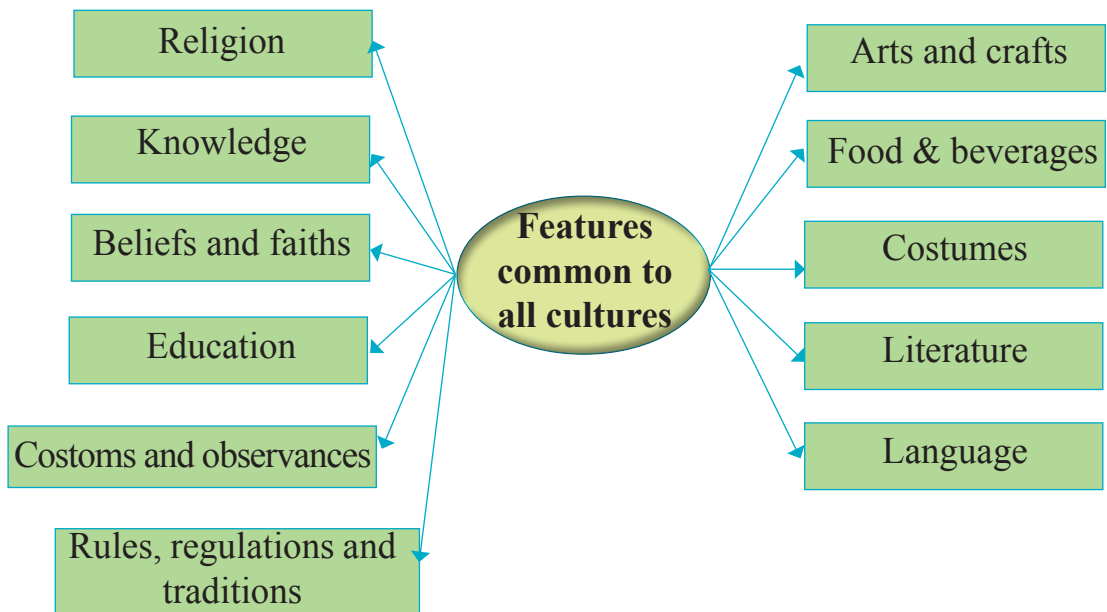 Religion
Knowledge
Beliefs and faiths
Education
Costoms and observances
Rules, regulations and
traditions
Features
common to
all cultures
Arts and crafts
Food & beverages
Costumes
Literature
Language